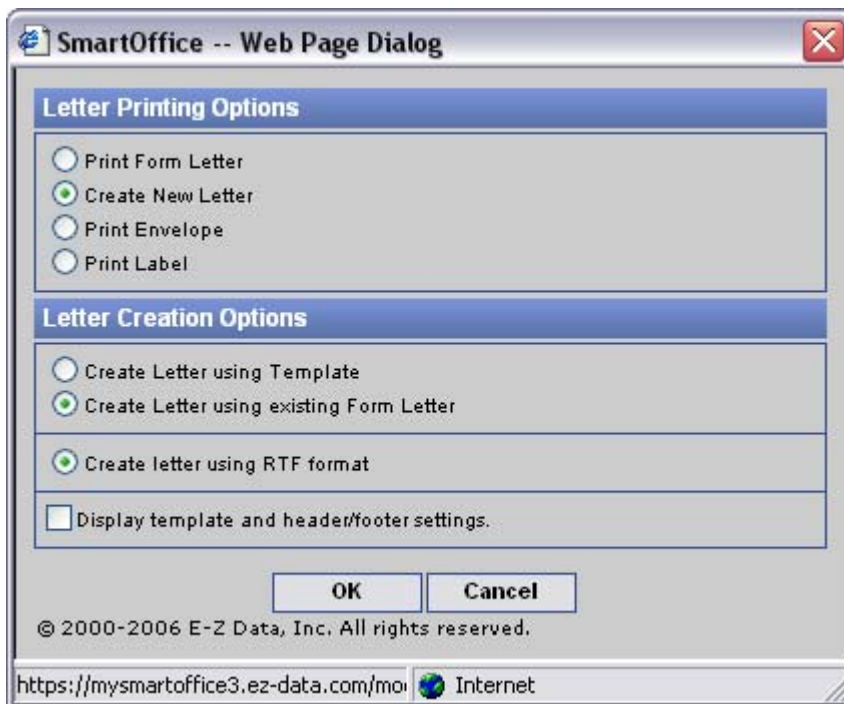 SmartOffice -- Web Page Dialog
Letter Printing Options
Print Form Letter
Create New Letter
Print Envelope
Print Label
Letter Creation Options
Create Letter using Template
Create Letter using existing Form Letter
Create letter using RTF format
Display template and header/footer settings.
OK Cancel
© 2000-2006 E-Z Data, Inc. All rights reserved.
https://mysmartoffice3.ez-data.com/mo Internet